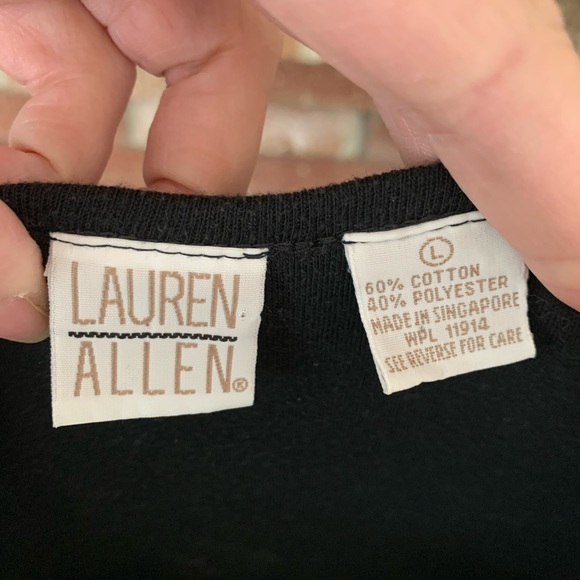 LAUREN
ALLEN®
L
60% COTTON
40% POLYESTER
MADE IN SINGAPORE
WPL 11914
SEE REVERSE FOR CARE